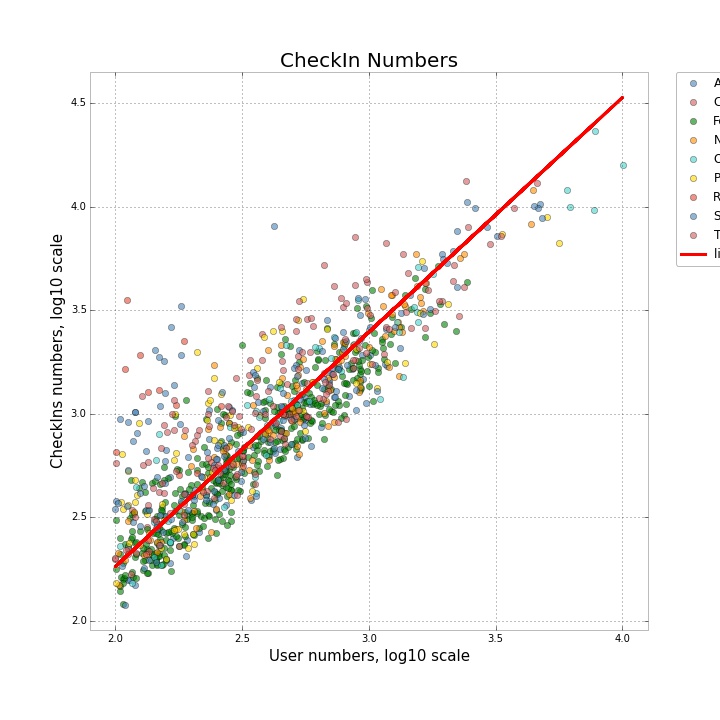 CheckIn Numbers
CheckIns numbers, log10 scale
4.5
4.0
3.5
3.0
2.5
2.0
2.0 2.5 3.0 3.5 4.0
User numbers, log10 scale
A
C
N
P
R
S
T
li